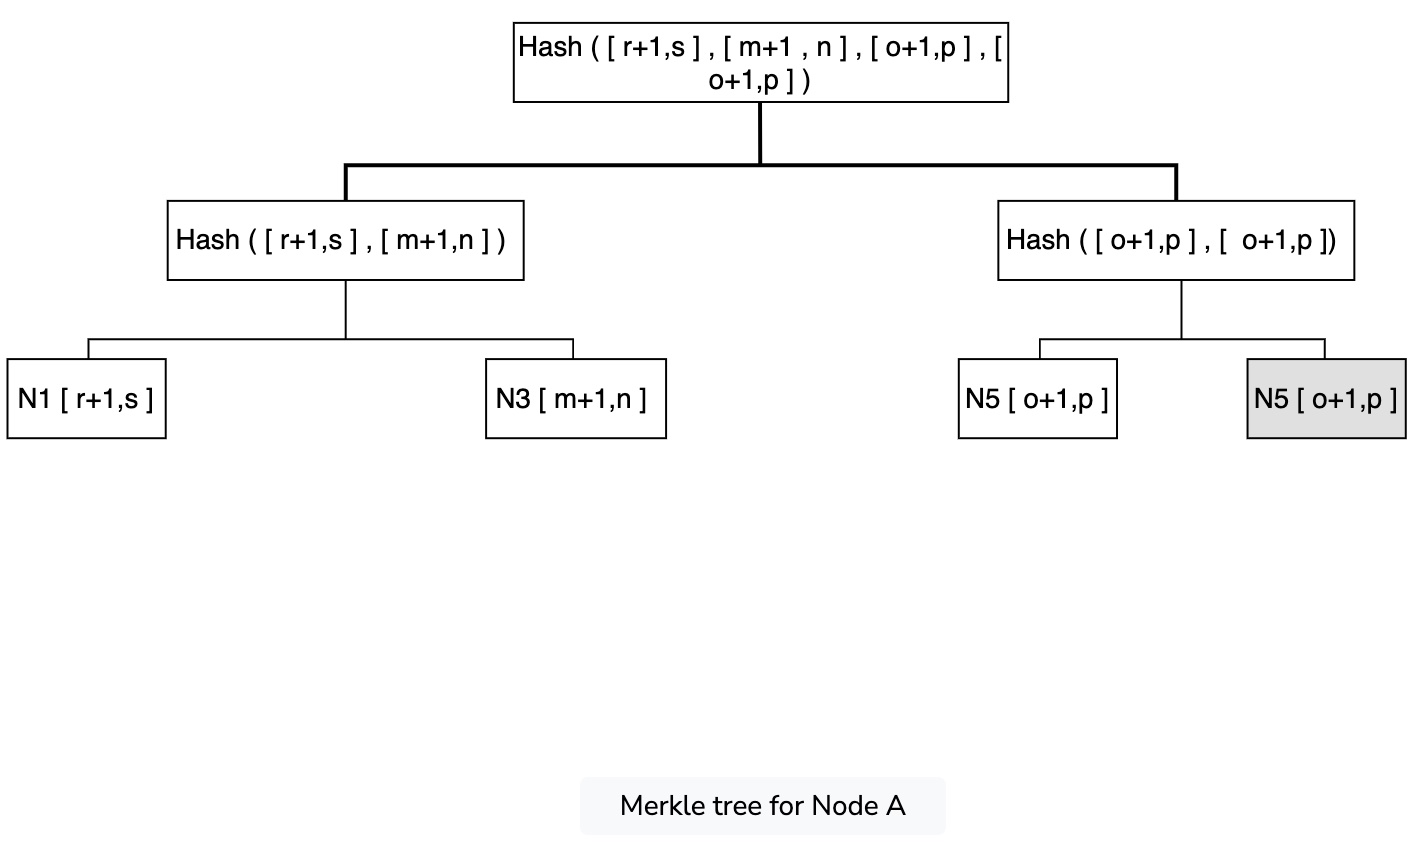 Hash ( [ r+1,s ] , [ m+1 , n ] , [ o+1,p ] , [
o+1,p ] )
Hash ( [ r+1,s ] , [ m+1,n ] )
Hash ( [ o+1,p ] , [  o+1,p ])
N1 [ r+1,s ]
N3 [ m+1,n ]
N5 [ o+1,p ]
N5 [ o+1,p ]
Merkle tree for Node A